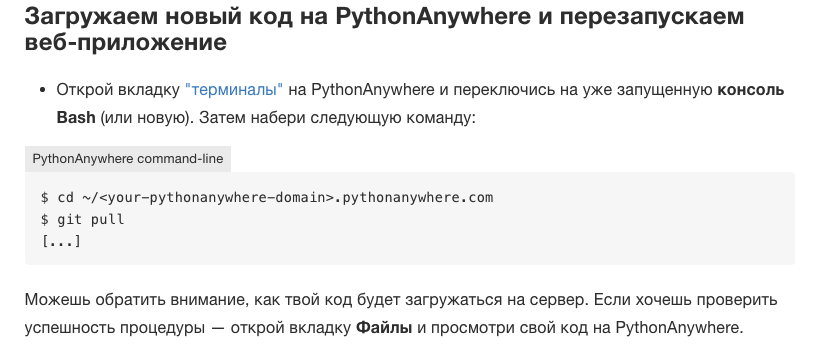 Загружаем новый код на PythonAnywhere и перезапускаем
веб-приложение
• Открой вкладку "терминалы" на PythonAnywhere и переключись на уже запущенную консоль
Bash (или новую). Затем набери следующую команду:
PythonAnywhere command-line
$ cd ~/<your-pythonanywhere-domain>.pythonanywhere.com
$ git pull
[...]
Можешь обратить внимание, как твой код будет загружаться на сервер. Если хочешь проверить
успешность процедуры — открой вкладку Файлы и просмотри свой код на PythonAnywhere.